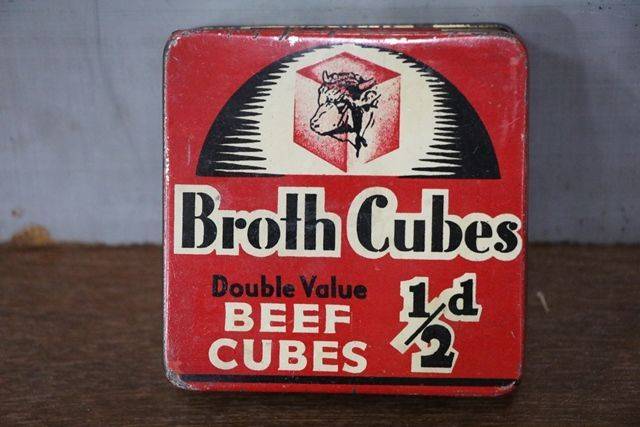 Broth Cubes
Double Value
BEEF
CUBES
1/2d